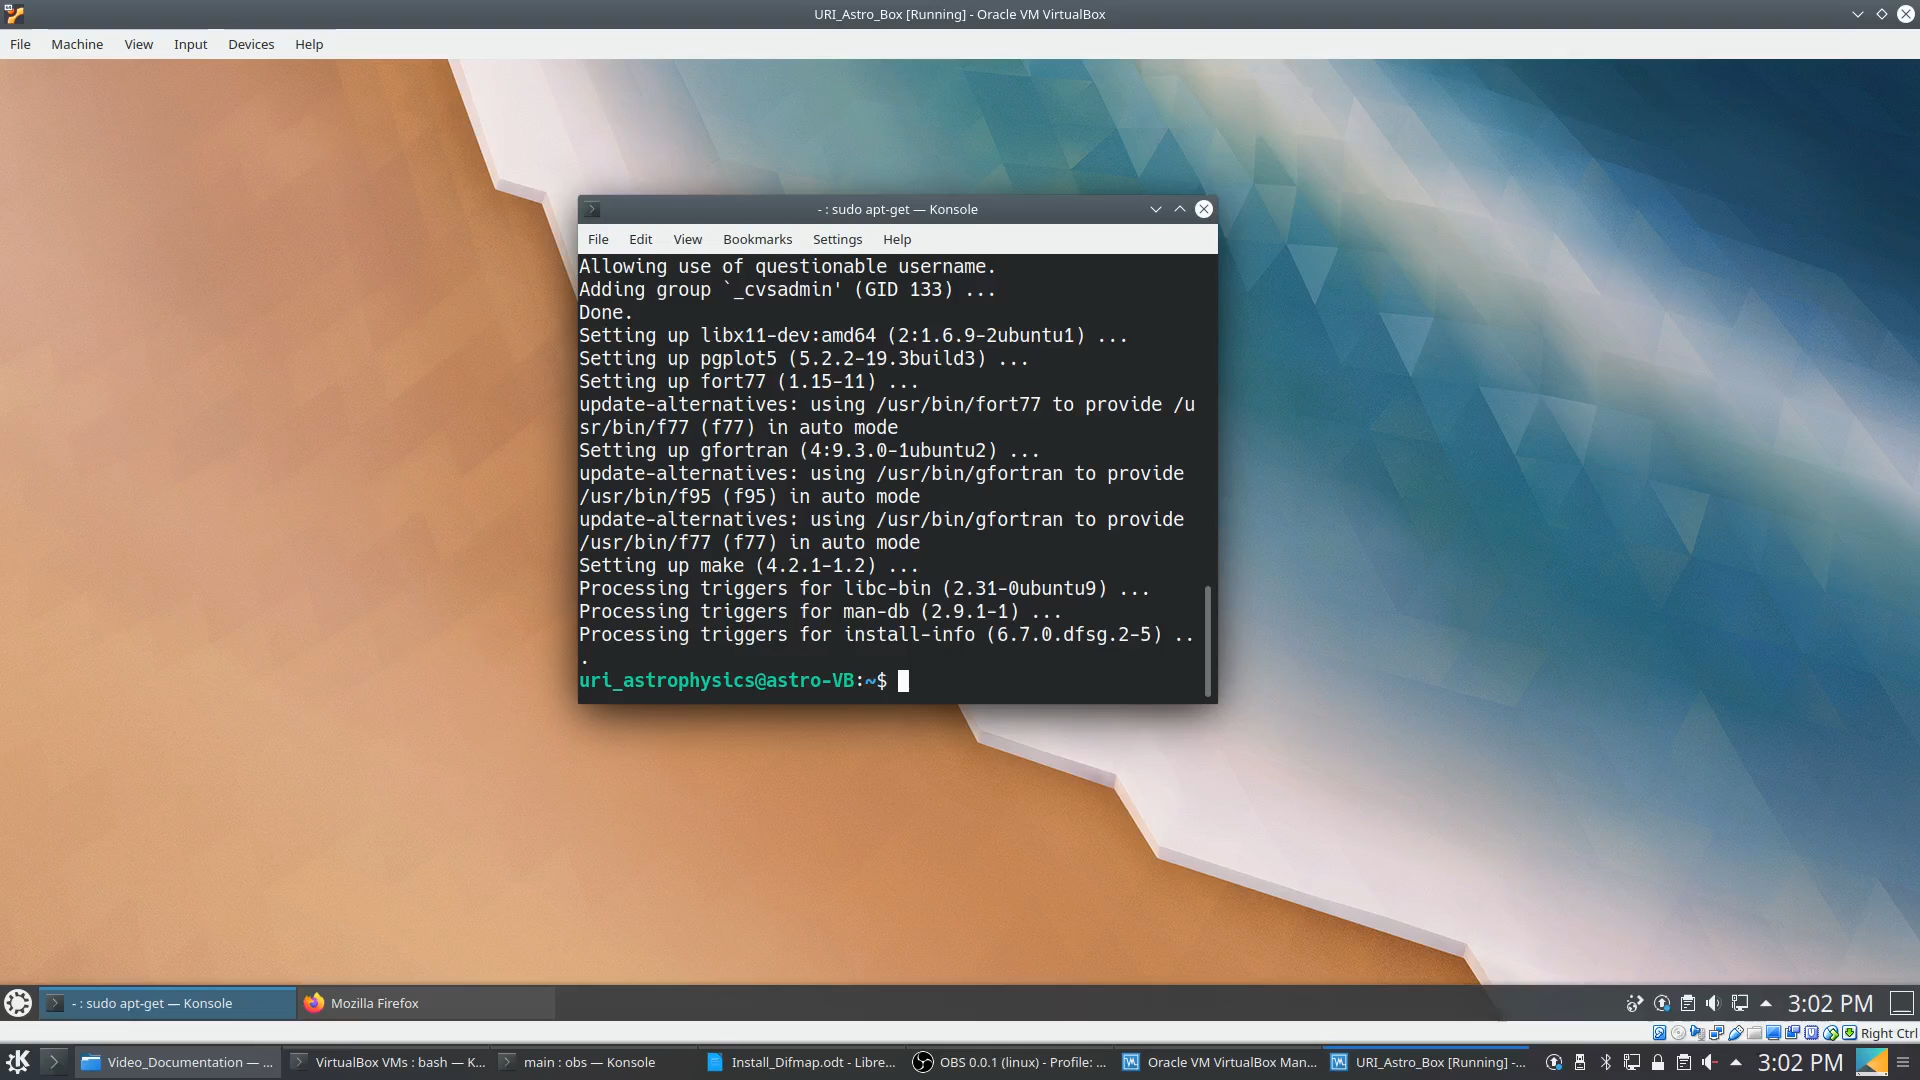 URI_Astro_Box [Running] - Oracle VM VirtualBox
File Machine View Input Devices Help
- : sudo apt-get — Konsole
File Edit View Bookmarks Settings Help
Allowing use of questionable username.
Adding group `_cvsadmin' (GID 133) ...
Done.
Setting up libx11-dev:amd64 (2:1.6.9-2ubuntu1) ...
Setting up pgplot5 (5.2.2-19.3build3) ...
Setting up fort77 (1.15-11) ...
update-alternatives: using /usr/bin/fort77 to provide /u
sr/bin/f77 (f77) in auto mode
Setting up gfortran (4:9.3.0-1ubuntu2) ...
update-alternatives: using /usr/bin/gfortran to provide
/usr/bin/f95 (f95) in auto mode
update-alternatives: using /usr/bin/gfortran to provide
/usr/bin/f77 (f77) in auto mode
Setting up make (4.2.1-1.2) ...
Processing triggers for libc-bin (2.31-0ubuntu9) ...
Processing triggers for man-db (2.9.1-1) ...
Processing triggers for install-info (6.7.0.dfsg.2-5) ..
.
uri_astrophysics@astro-VB:~$
- : sudo apt-get — Konsole Mozilla Firefox 3:02 PM
Right Ctrl
Video_Documentation — ... VirtualBox VMs : bash — K... main : obs — Konsole Install_Difmap.odt - Libre... OBS 0.0.1 (linux) - Profile: ... Oracle VM VirtualBox Man... URI_Astro_Box [Running] -... 3:02 PM